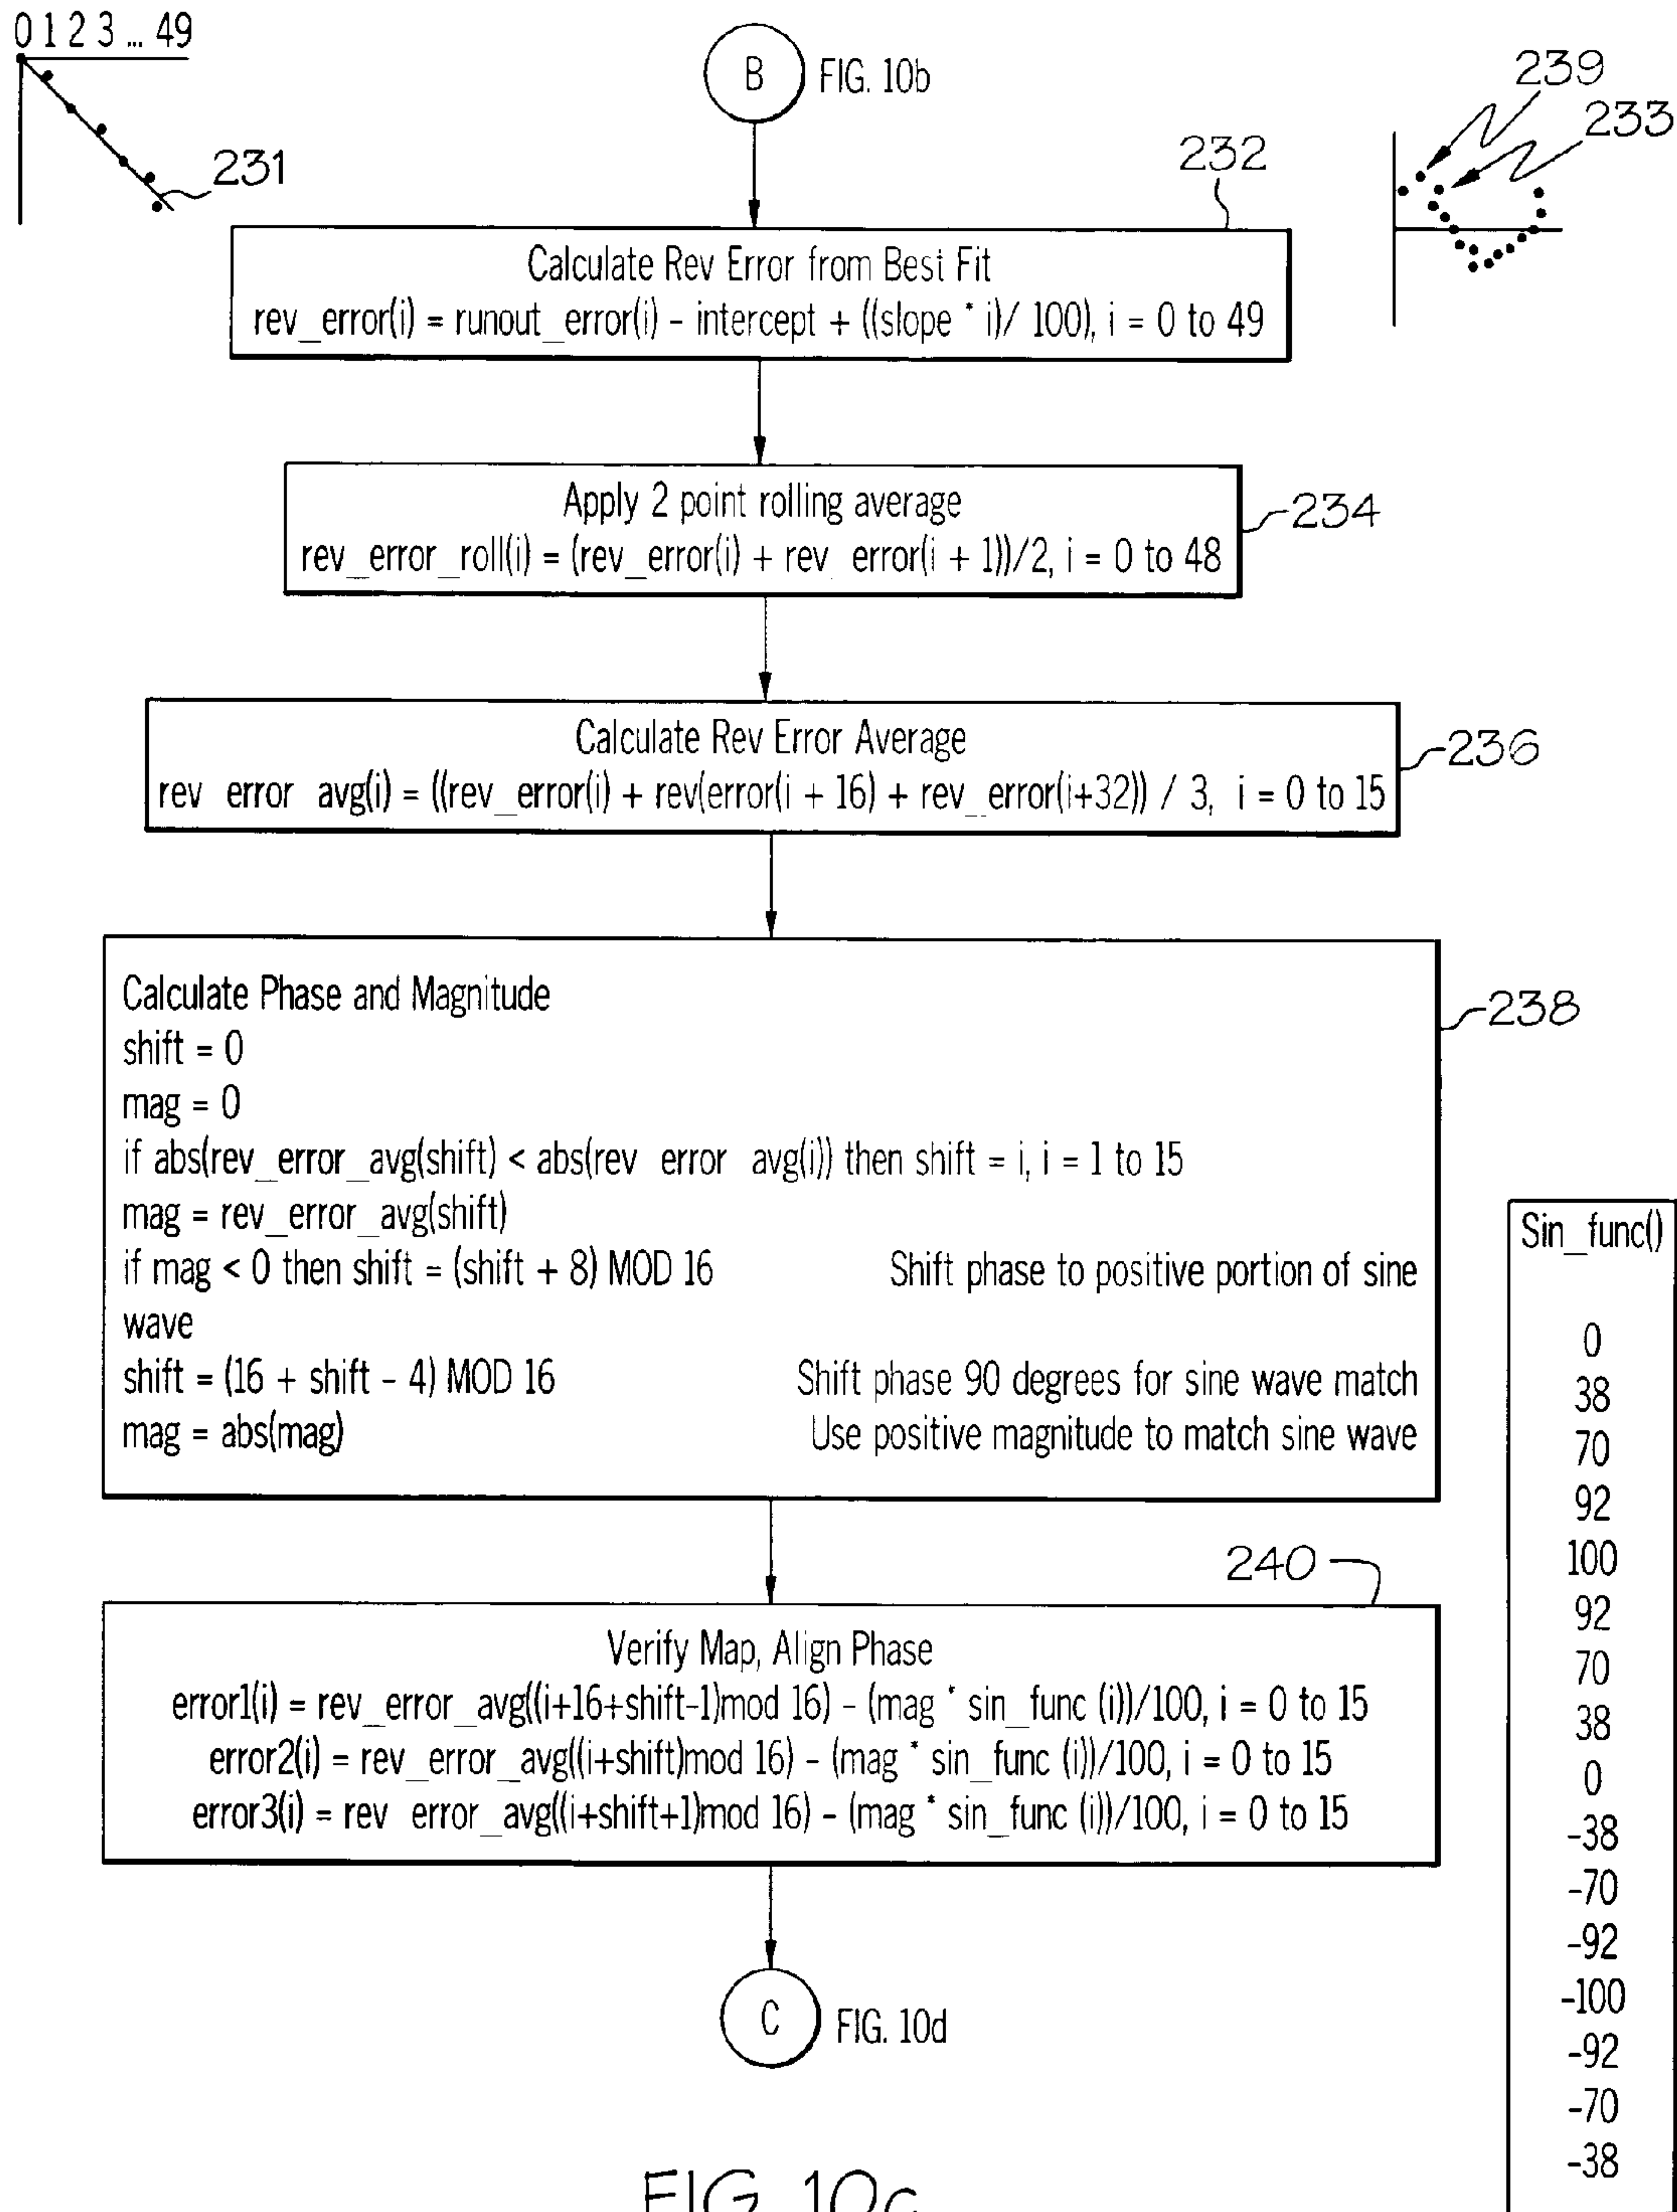 0 1 2 3 ... 49
B FIG. 10b
239
233
231
232
Calculate Rev Error from Best Fit
rev_error(i) = runout_error(i) - intercept + ((slope * i)/ 100), i = 0 to 49
Apply 2 point rolling average
rev_error_roll(i) = (rev_error(i) + rev error(i + 1))/2, i = 0 to 48
234
Calculate Rev Error Average
rev error avg(i) = ((rev_error(i) + rev(error(i + 16) + rev_error(i+32)) / 3, i = 0 to 15
236
Calculate Phase and Magnitude
shift = 0
mag = 0
if abs(rev_error_avg(shift) < abs(rev error avg(i)) then shift = i, i = 1 to 15
mag = rev_error_avg(shift)
if mag < 0 then shift = (shift + 8) MOD 16 Shift phase to positive portion of sine
wave
shift = (16 + shift - 4) MOD 16 Shift phase 90 degrees for sine wave match
mag = abs(mag) Use positive magnitude to match sine wave
238
240
Verify Map, Align Phase
error1(i) = rev_error_avg((i+16+shift-1)mod 16) - (mag * sin_func (i))/100, i = 0 to 15
error2(i) = rev_error_avg((i+shift)mod 16) - (mag * sin_func (i))/100, i = 0 to 15
error3(i) = rev error_avg((i+shift+1)mod 16) - (mag * sin_func (i))/100, i = 0 to 15
C FIG. 10d
Sin_func()
0
38
70
92
100
92
70
38
0
-38
-70
-92
-100
-92
-70
-38
FIG. 10c